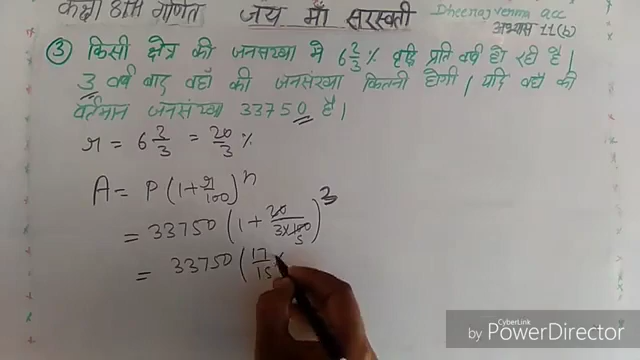 कक्षा 8TH गणित जय माँ सरस्वती Dheeraj verma acc
अभ्यास 11(b)
③ किसी क्षेत्र की जनसंख्या में 6 2/3 % वृद्धि प्रति वर्ष हो रही है।
3 वर्ष बाद वहाँ की जनसंख्या कितनी होगी। यदि वहाँ की
वर्तमान जनसंख्या 33750 है।
r = 6 2/3 = 20/3 %
A = P(1+r/100)^n
= 33750 (1 + 20/3×100 5)^3
= 33750 (17/15
CyberLink
by PowerDirector